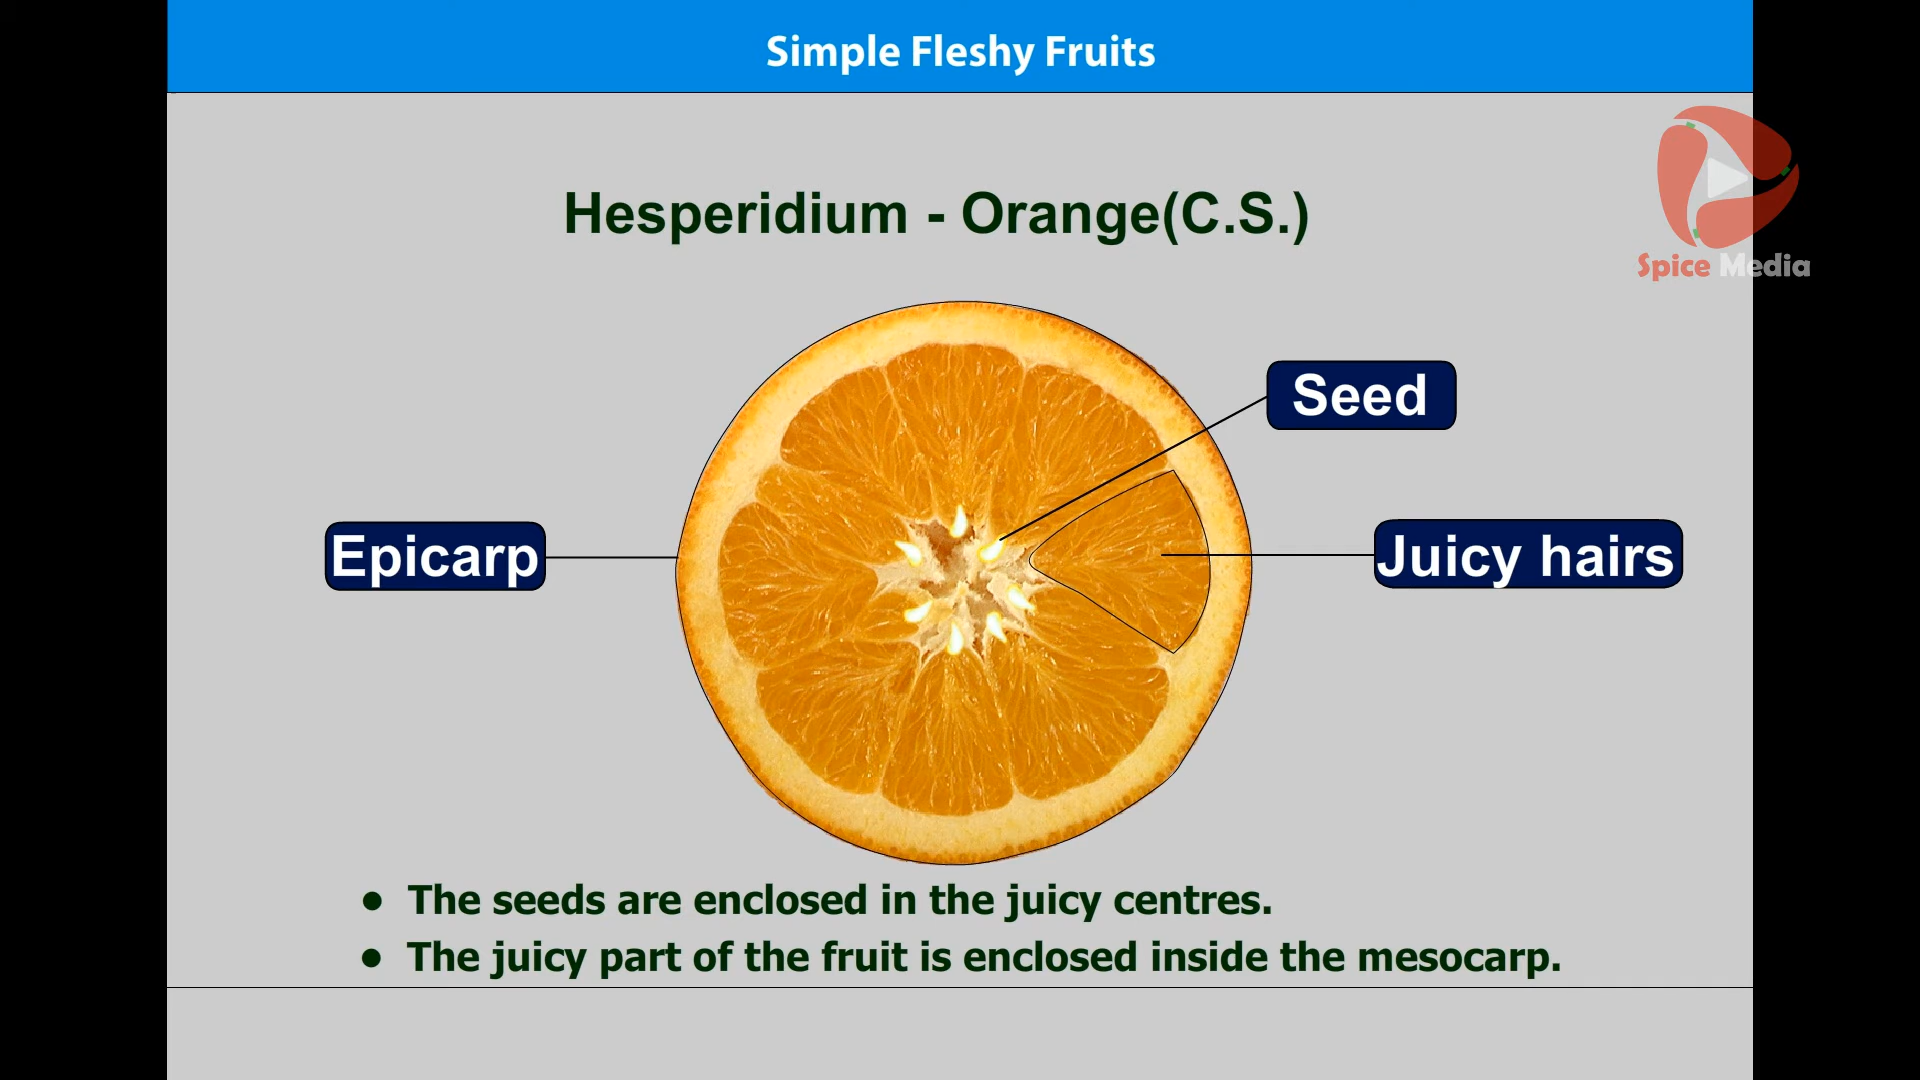 Simple Fleshy Fruits
Spice Media
Hesperidium - Orange(C.S.)
Seed
Epicarp
Juicy hairs
● The seeds are enclosed in the juicy centres.
● The juicy part of the fruit is enclosed inside the mesocarp.